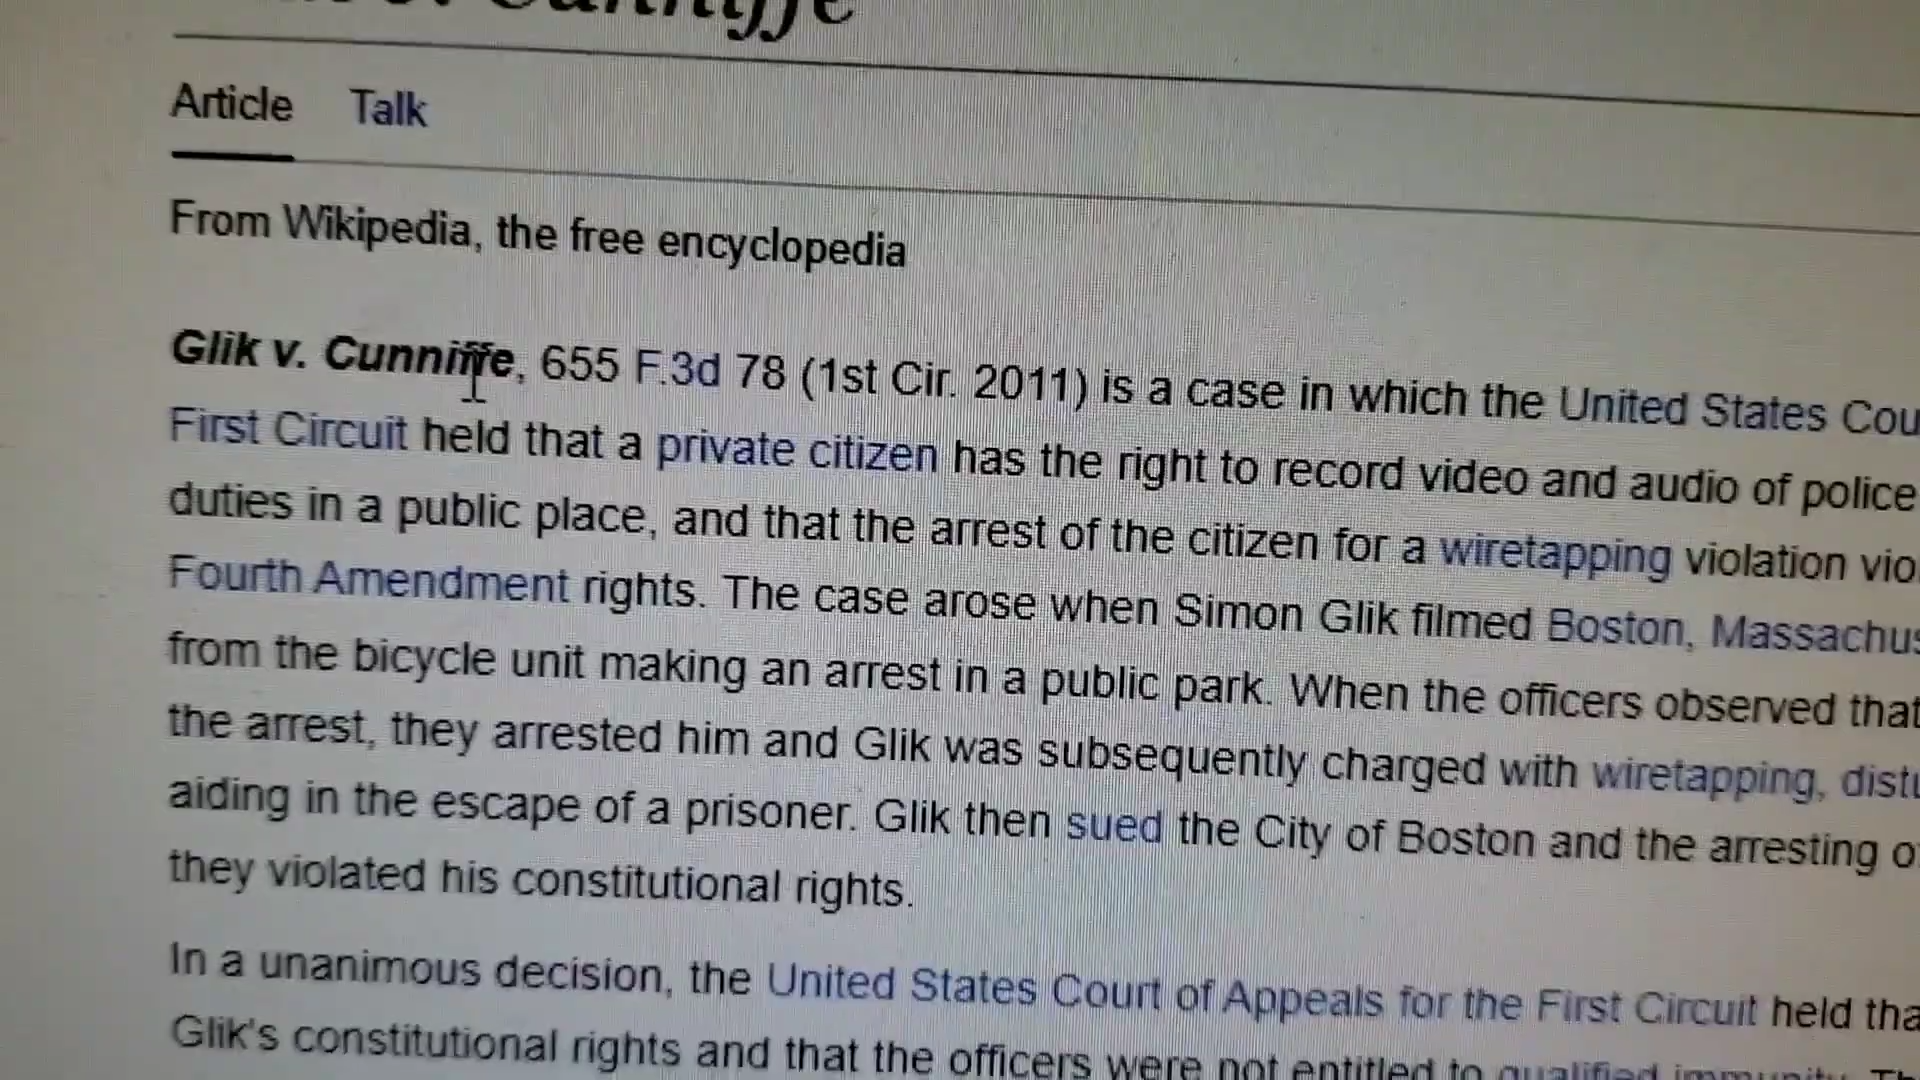 Cunniffe
Article Talk
From Wikipedia, the free encyclopedia
Glik v. Cunniffe, 655 F.3d 78 (1st Cir. 2011) is a case in which the United States Cou
First Circuit held that a private citizen has the right to record video and audio of police
duties in a public place, and that the arrest of the citizen for a wiretapping violation vio
Fourth Amendment rights. The case arose when Simon Glik filmed Boston, Massachus
from the bicycle unit making an arrest in a public park. When the officers observed that
the arrest, they arrested him and Glik was subsequently charged with wiretapping, distu
aiding in the escape of a prisoner. Glik then sued the City of Boston and the arresting o
they violated his constitutional rights.
In a unanimous decision, the United States Court of Appeals for the First Circuit held tha
Glik's constitutional rights and that the officers were not entitled to qualified immunity. Th